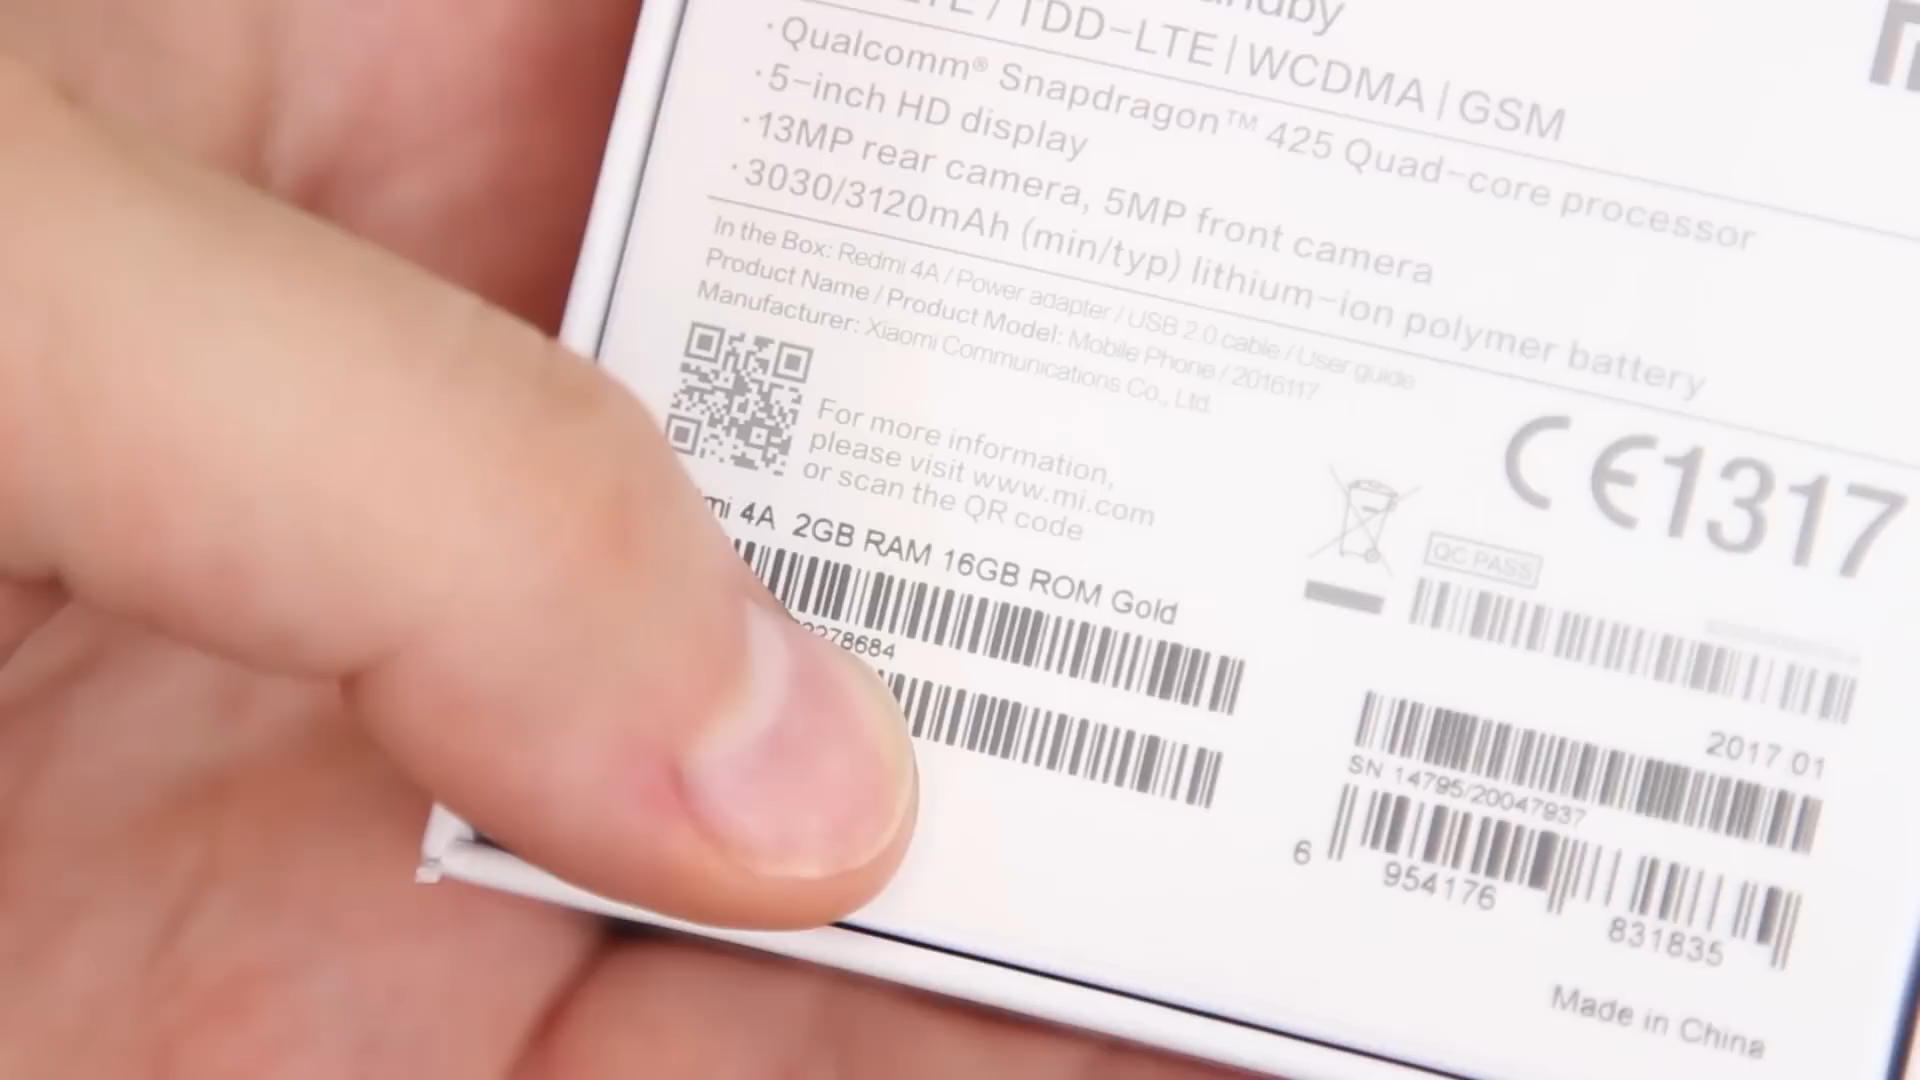 TDD-LTE | WCDMA | GSM
· Qualcomm® Snapdragon™ 425 Quad-core processor
· 5-inch HD display
· 13MP rear camera, 5MP front camera
· 3030/3120mAh (min/typ) lithium-ion polymer battery
In the Box: Redmi 4A / Power adapter / USB 2.0 cable / User guide
Product Name / Product Model: Mobile Phone / 2016117
Manufacturer: Xiaomi Communications Co., Ltd.
For more information,
please visit www.mi.com
or scan the QR code
mi 4A 2GB RAM 16GB ROM Gold
278684
CE1317
QC PASS
2017 01
SN 14795/20047937
6 954176 831835
Made in China